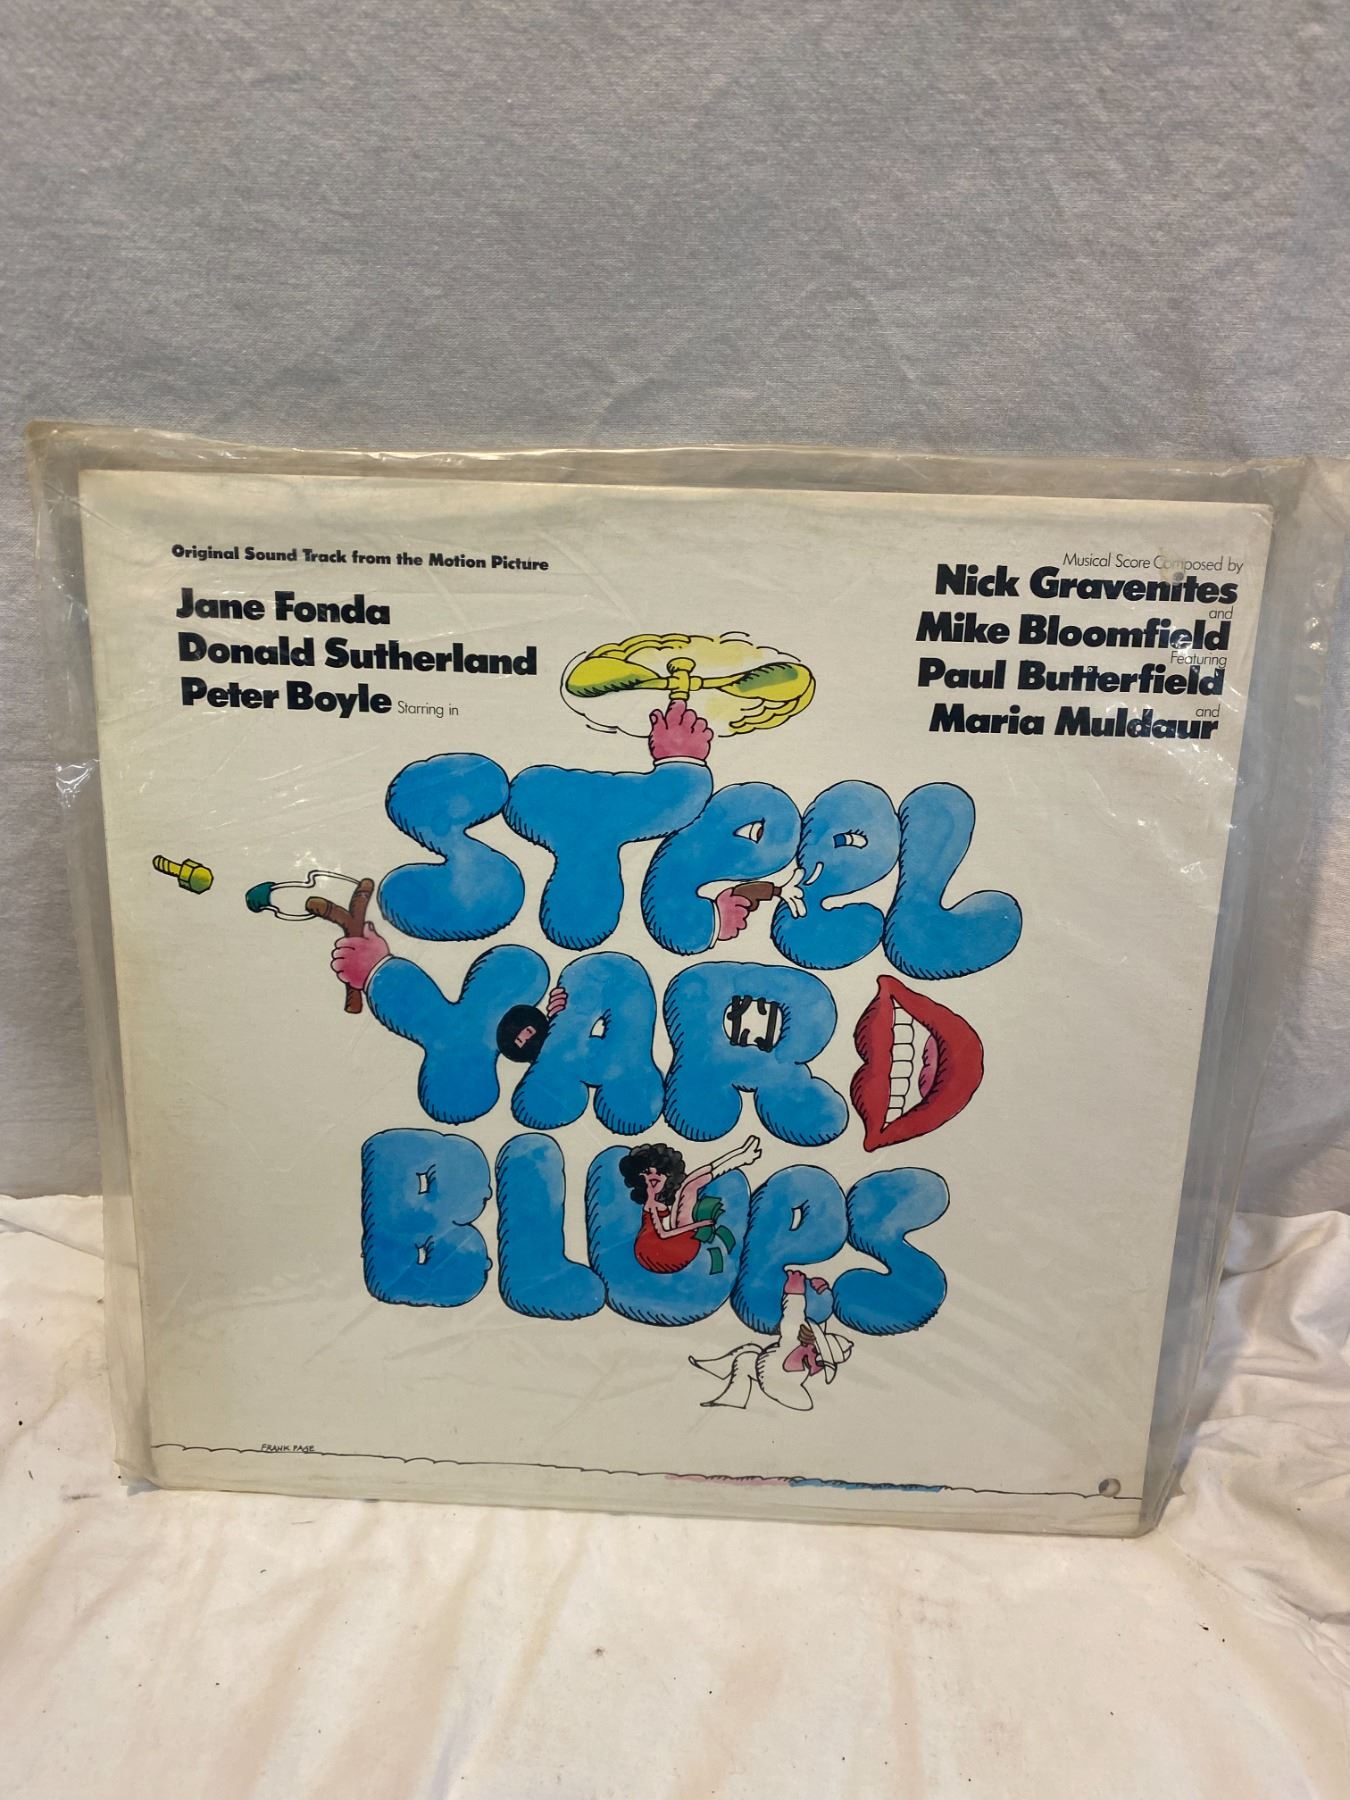 Original Sound Track from the Motion Picture
Jane Fonda
Donald Sutherland
Peter Boyle Starring in
Musical Score Composed by
Nick Gravenites
and
Mike Bloomfield
Featuring
Paul Butterfield
and
Maria Muldaur
STEEL
YARD
BLUES
FRANK PAGE